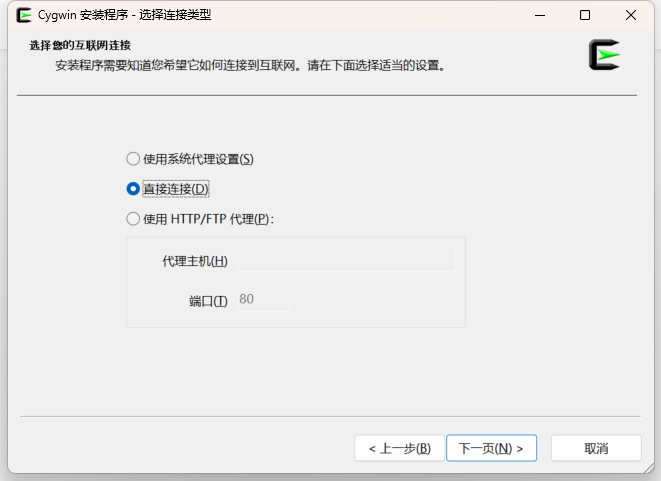 Cygwin 安装程序 - 选择连接类型
选择您的互联网连接
安装程序需要知道您希望它如何连接到互联网。请在下面选择适当的设置。
使用系统代理设置(S)
直接连接(D)
使用 HTTP/FTP 代理(P):
代理主机(H)
端口(T) 80
< 上一步(B) 下一页(N) > 取消